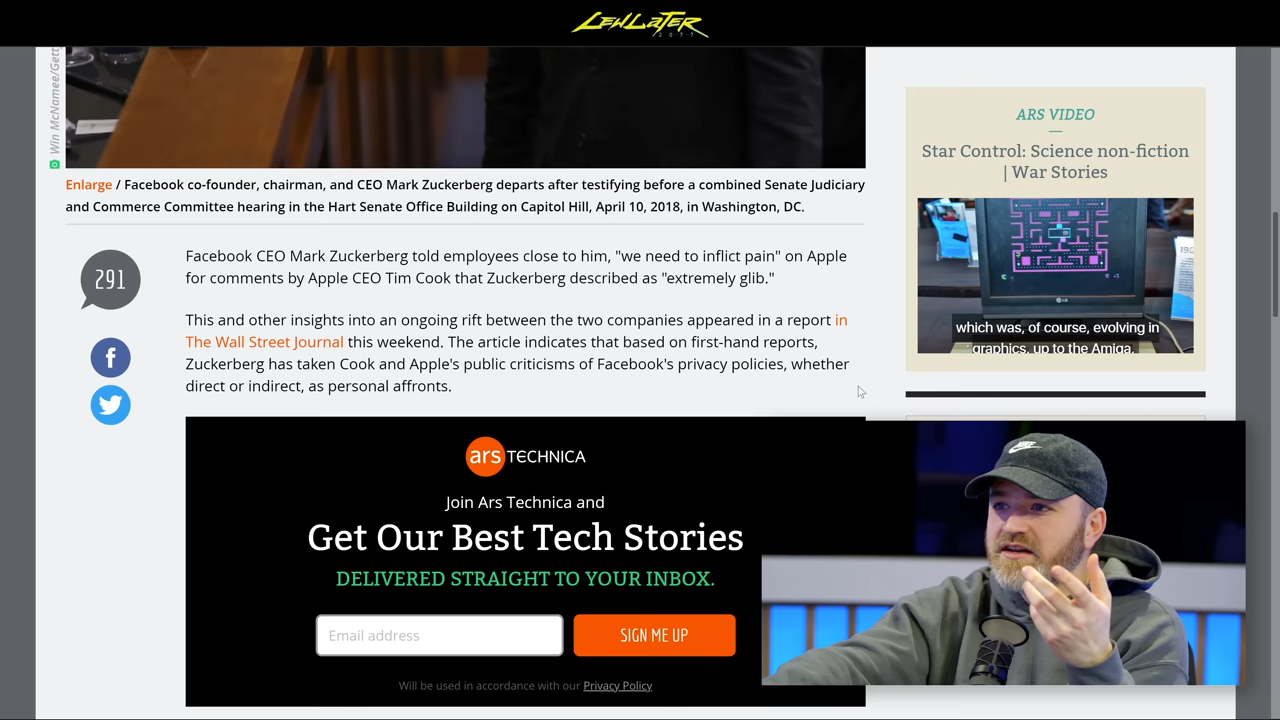 LEWLATER
2077
Win McNamee/Gett
Enlarge / Facebook co-founder, chairman, and CEO Mark Zuckerberg departs after testifying before a combined Senate Judiciary
and Commerce Committee hearing in the Hart Senate Office Building on Capitol Hill, April 10, 2018, in Washington, DC.
291
Facebook CEO Mark Zuckerberg told employees close to him, "we need to inflict pain" on Apple
for comments by Apple CEO Tim Cook that Zuckerberg described as "extremely glib."
This and other insights into an ongoing rift between the two companies appeared in a report in
The Wall Street Journal this weekend. The article indicates that based on first-hand reports,
Zuckerberg has taken Cook and Apple's public criticisms of Facebook's privacy policies, whether
direct or indirect, as personal affronts.
ars TECHNICA
Join Ars Technica and
Get Our Best Tech Stories
DELIVERED STRAIGHT TO YOUR INBOX.
Email address
SIGN ME UP
Will be used in accordance with our Privacy Policy
ARS VIDEO
Star Control: Science non-fiction
| War Stories
LG
which was, of course, evolving in
graphics, up to the Amiga.